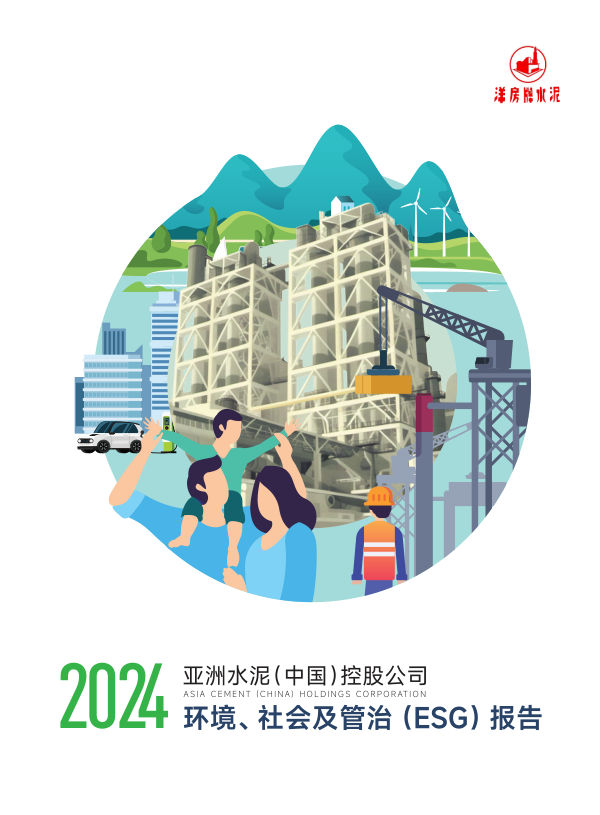 洋房牌水泥
2024
亚洲水泥(中国)控股公司
ASIA CEMENT (CHINA) HOLDINGS CORPORATION
环境、社会及管治 (ESG) 报告